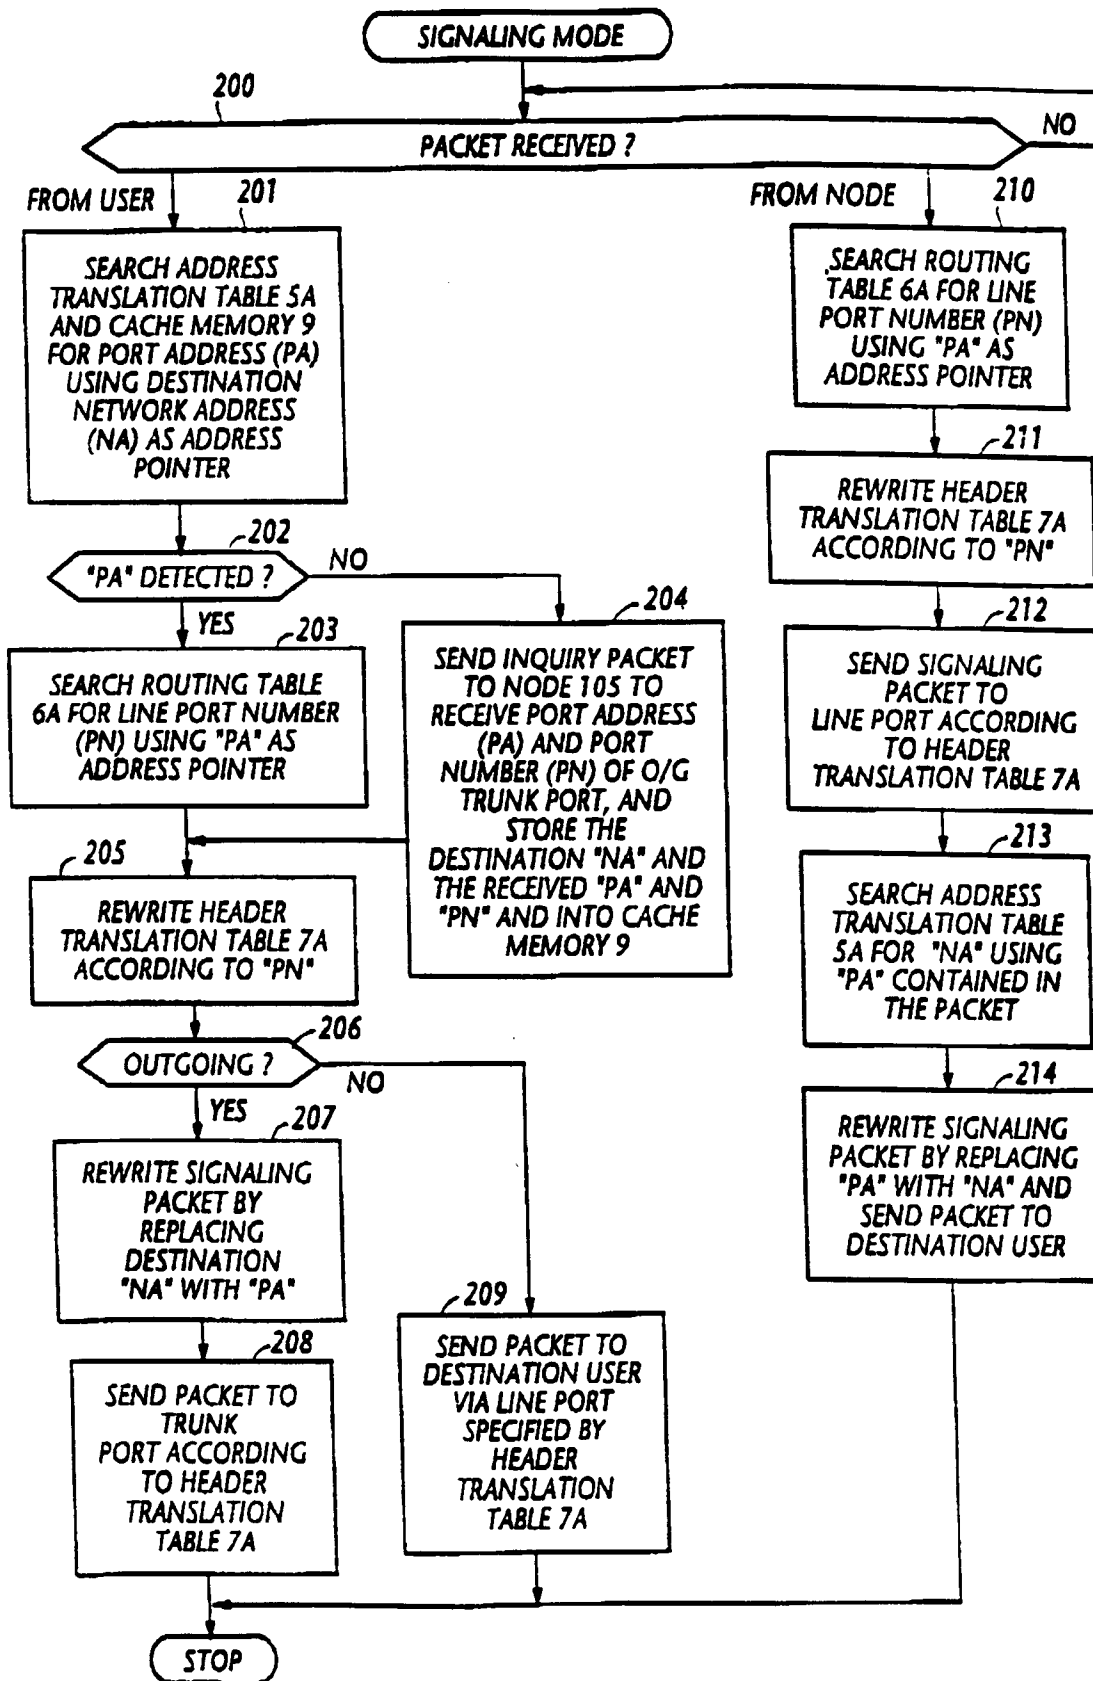 SIGNALING MODE
200
PACKET RECEIVED ?
NO
FROM USER
201
SEARCH ADDRESS
TRANSLATION TABLE 5A
AND CACHE MEMORY 9
FOR PORT ADDRESS (PA)
USING DESTINATION
NETWORK ADDRESS
(NA) AS ADDRESS
POINTER
202
"PA" DETECTED ?
NO
YES
203
SEARCH ROUTING TABLE
6A FOR LINE PORT NUMBER
(PN) USING "PA" AS
ADDRESS POINTER
204
SEND INQUIRY PACKET
TO NODE 105 TO
RECEIVE PORT ADDRESS
(PA) AND PORT
NUMBER (PN) OF O/G
TRUNK PORT, AND
STORE THE
DESTINATION "NA" AND
THE RECEIVED "PA" AND
"PN" AND INTO CACHE
MEMORY 9
205
REWRITE HEADER
TRANSLATION TABLE 7A
ACCORDING TO "PN"
206
OUTGOING ?
NO
YES
207
REWRITE SIGNALING
PACKET BY
REPLACING
DESTINATION
"NA" WITH "PA"
208
SEND PACKET TO
TRUNK
PORT ACCORDING
TO HEADER
TRANSLATION
TABLE 7A
209
SEND PACKET TO
DESTINATION USER
VIA LINE PORT
SPECIFIED BY
HEADER
TRANSLATION
TABLE 7A
FROM NODE
210
SEARCH ROUTING
TABLE 6A FOR LINE
PORT NUMBER (PN)
USING "PA" AS
ADDRESS POINTER
211
REWRITE HEADER
TRANSLATION TABLE 7A
ACCORDING TO "PN"
212
SEND SIGNALING
PACKET TO
LINE PORT ACCORDING
TO HEADER
TRANSLATION TABLE 7A
213
SEARCH ADDRESS
TRANSLATION TABLE
5A FOR "NA" USING
"PA" CONTAINED IN
THE PACKET
214
REWRITE SIGNALING
PACKET BY REPLACING
"PA" WITH "NA" AND
SEND PACKET TO
DESTINATION USER
STOP